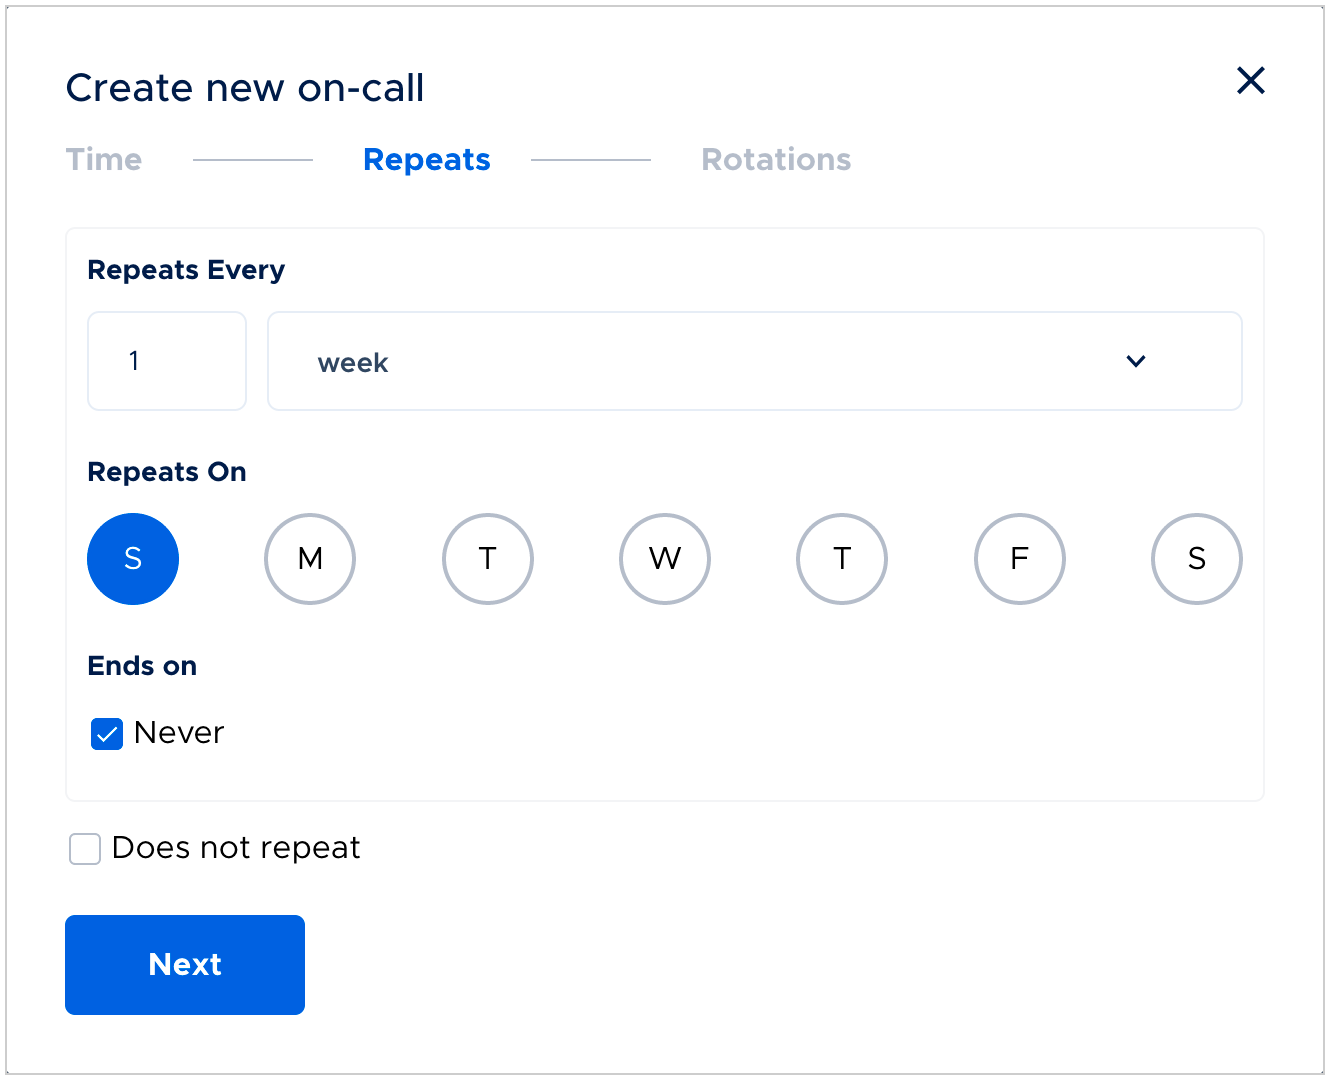 Create new on-call
Time Repeats Rotations
Repeats Every
1 week
Repeats On
S M T W T F S
Ends on
Never
Does not repeat
Next